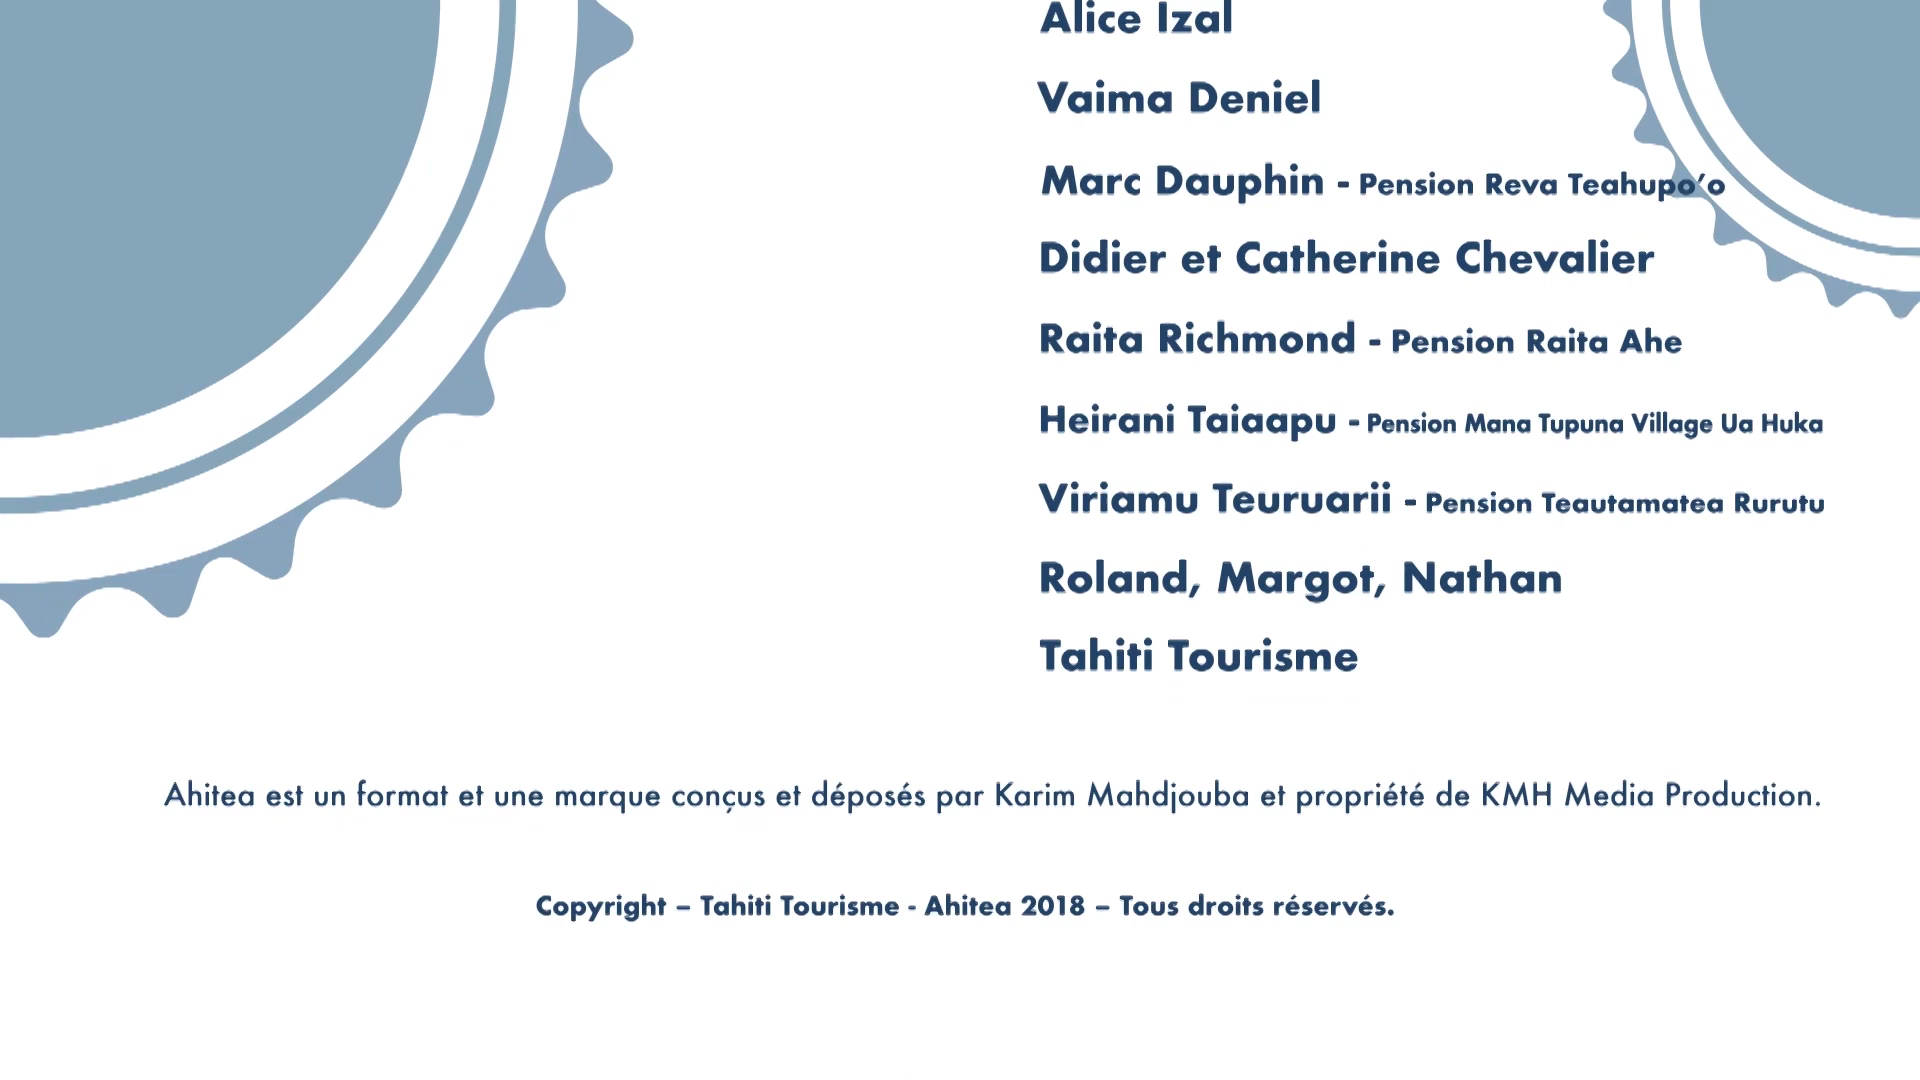 Alice Izal
Vaima Deniel
Marc Dauphin - Pension Reva Teahupo’o
Didier et Catherine Chevalier
Raita Richmond - Pension Raita Ahe
Heirani Taiaapu - Pension Mana Tupuna Village Ua Huka
Viriamu Teuruarii - Pension Teautamatea Rurutu
Roland, Margot, Nathan
Tahiti Tourisme
Ahitea est un format et une marque conçus et déposés par Karim Mahdjouba et propriété de KMH Media Production.
Copyright – Tahiti Tourisme - Ahitea 2018 – Tous droits réservés.